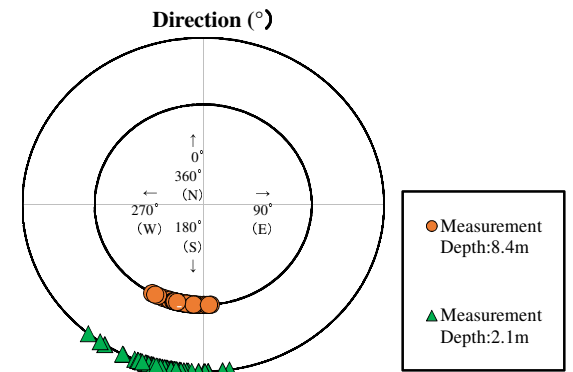 Direction (°)
↑
0°
360°
(N)
←
→
270°
(W)
90°
(E)
180°
(S)
↓
Measurement
Depth:8.4m
Measurement
Depth:2.1m